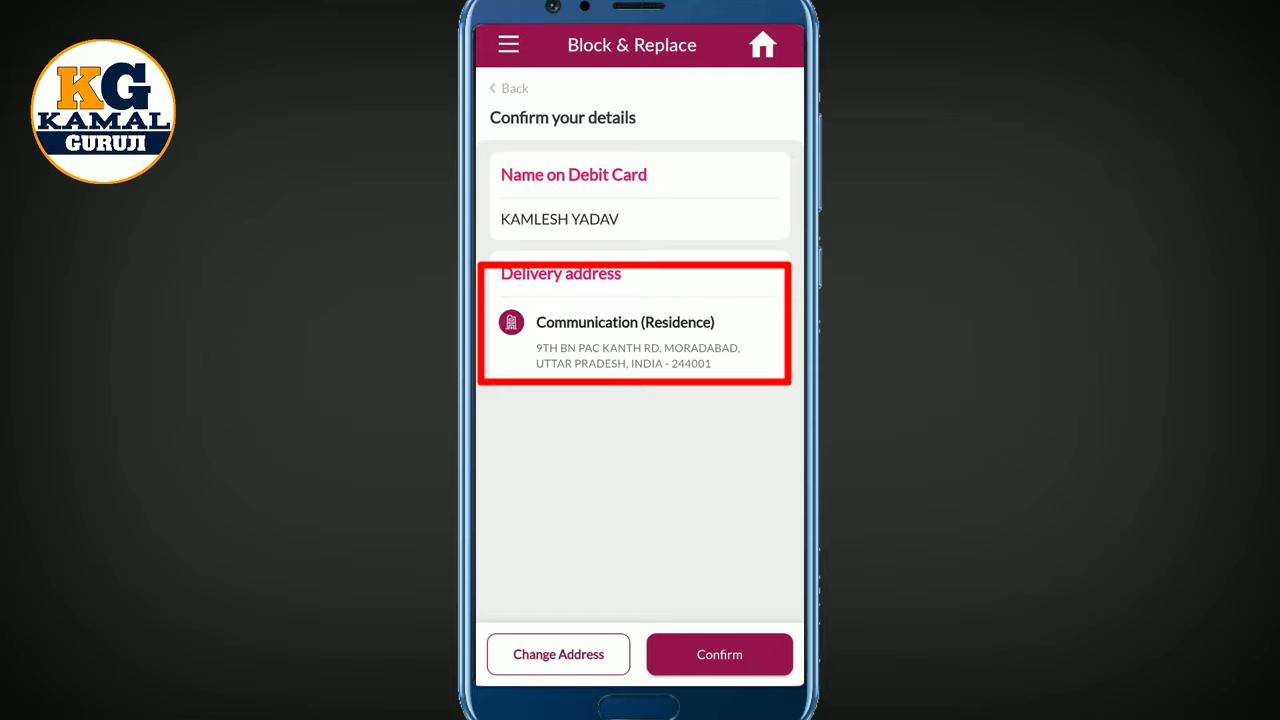 KG
KAMAL
GURUJI
Block & Replace
Back
Confirm your details
Name on Debit Card
KAMLESH YADAV
Delivery address
Communication (Residence)
9TH BN PAC KANTH RD, MORADABAD,
UTTAR PRADESH, INDIA - 244001
Change Address
Confirm